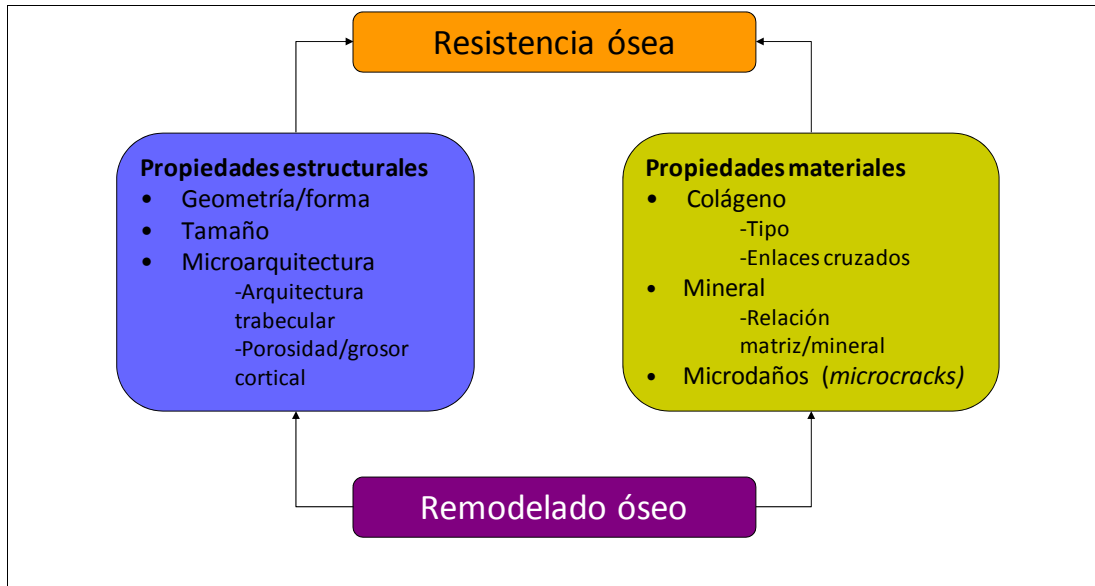 Resistencia ósea
Propiedades estructurales
• Geometría/forma
• Tamaño
• Microarquitectura
-Arquitectura
trabecular
-Porosidad/grosor
cortical
Propiedades materiales
• Colágeno
-Tipo
-Enlaces cruzados
• Mineral
-Relación
matriz/mineral
• Microdaños (microcracks)
Remodelado óseo